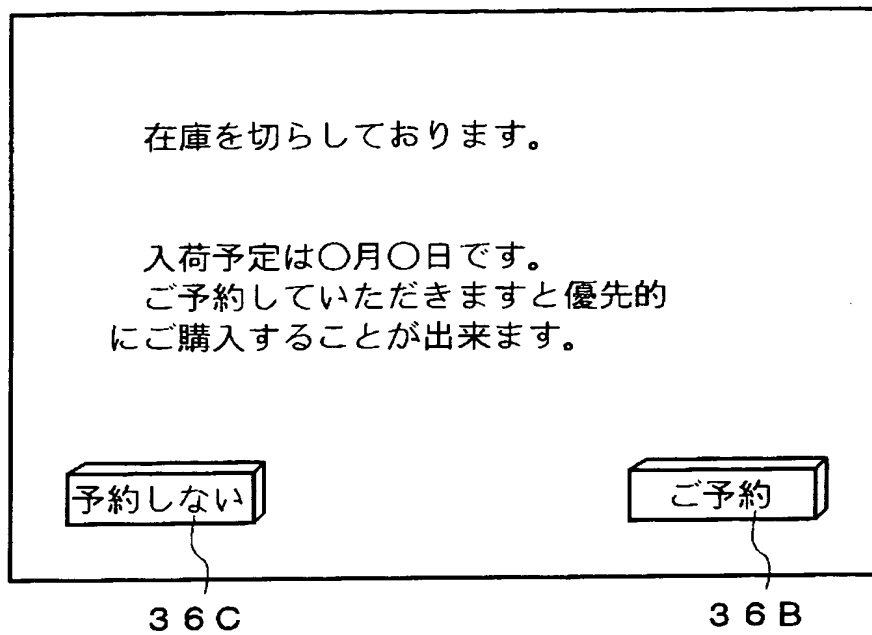 在庫を切らしております。
入荷予定は〇月〇日です。
ご予約していただきますと優先的
にご購入することが出来ます。
予約しない
ご予約
36C
36B